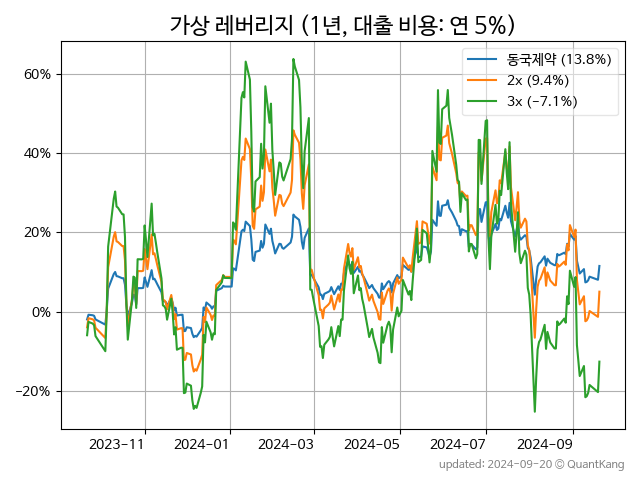 가상 레버리지 (1년, 대출 비용: 연 5%)
동국제약 (13.8%)
2x (9.4%)
3x (−7.1%)
60%
40%
20%
0%
−20%
2023-11
2024-01
2024-03
2024-05
2024-07
2024-09
updated: 2024-09-20 © QuantKang